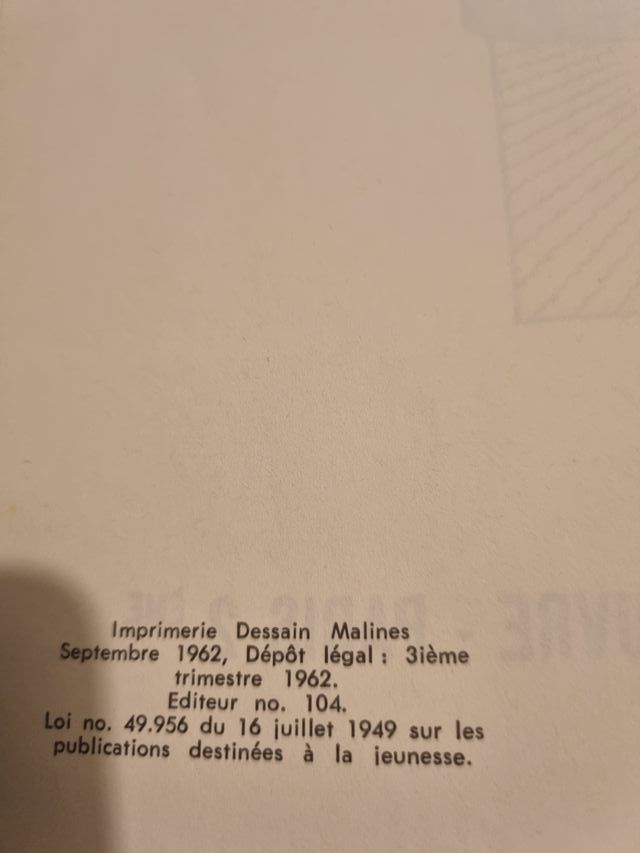 Imprimerie Dessain Malines
Septembre 1962, Dépôt légal : 3ième
trimestre 1962.
Editeur no. 104.
Loi no. 49.956 du 16 juillet 1949 sur les
publications destinées à la jeunesse.